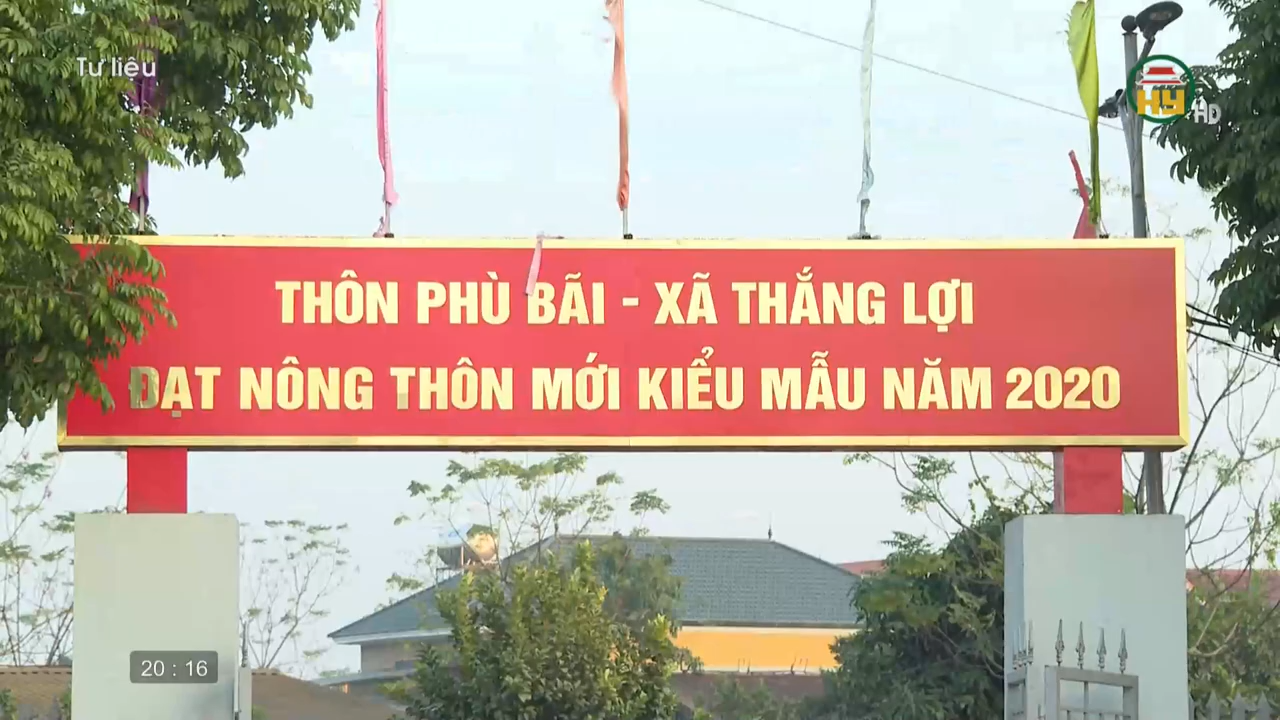 Tư liệu
HY
HD
THÔN PHÙ BÃI - XÃ THẮNG LỢI
ĐẠT NÔNG THÔN MỚI KIỂU MẪU NĂM 2020
20 : 16